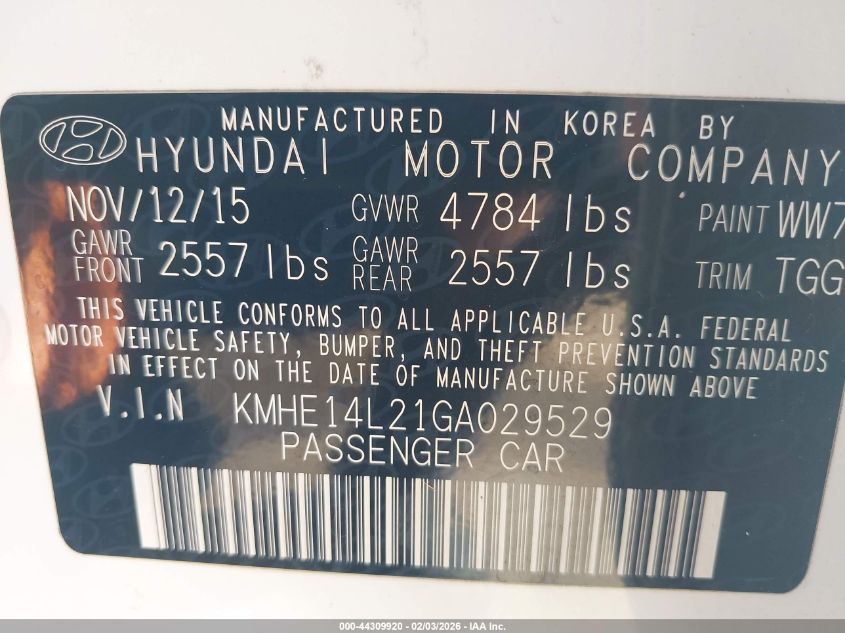 MANUFACTURED IN KOREA BY
HYUNDAI MOTOR COMPANY
NOV/12/15 GVWR 4784 lbs PAINT WW7
GAWR FRONT 2557 lbs GAWR REAR 2557 lbs TRIM TGG
THIS VEHICLE CONFORMS TO ALL APPLICABLE U.S.A. FEDERAL
MOTOR VEHICLE SAFETY, BUMPER, AND THEFT PREVENTION STANDARDS
IN EFFECT ON THE DATE OF MANUFACTURE SHOWN ABOVE
V.I.N KMHE14L21GA029529
PASSENGER CAR
000-44309920 - 02/03/2026 - IAA Inc.